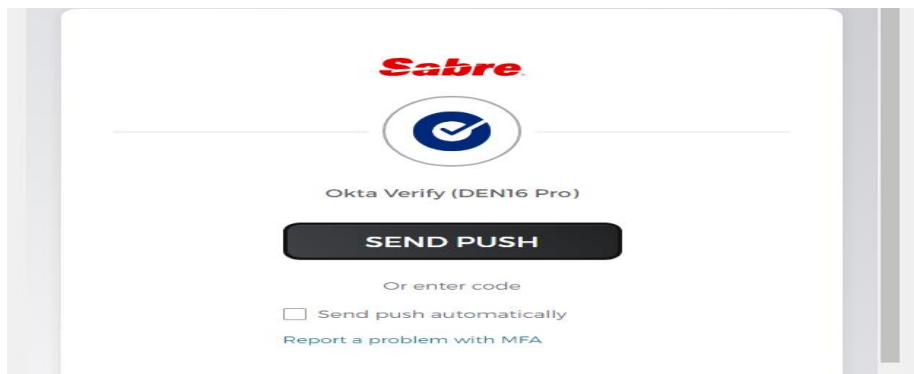 Sabre
Okta Verify (DEN16 Pro)
SEND PUSH
Or enter code
Send push automatically
Report a problem with MFA